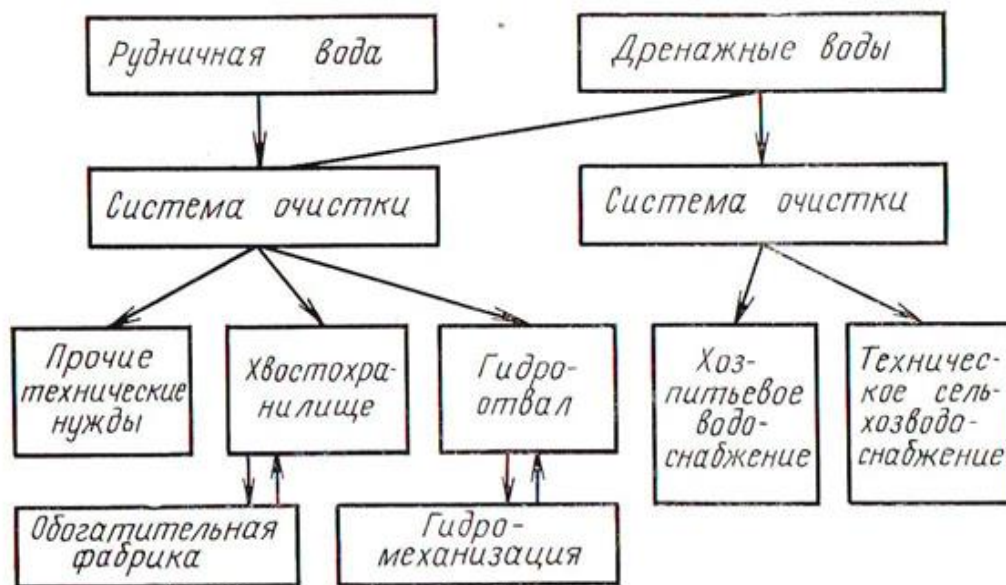 Рудничная вода
Дренажные воды
Система очистки
Система очистки
Прочие
технические
нужды
Хвостохра-
нилище
Гидро-
отвал
Хоз-
питьевое
водо-
снабжение
Техничес-
кое сель-
хозводо-
снабжение
Обогатительная
фабрика
Гидро-
механизация